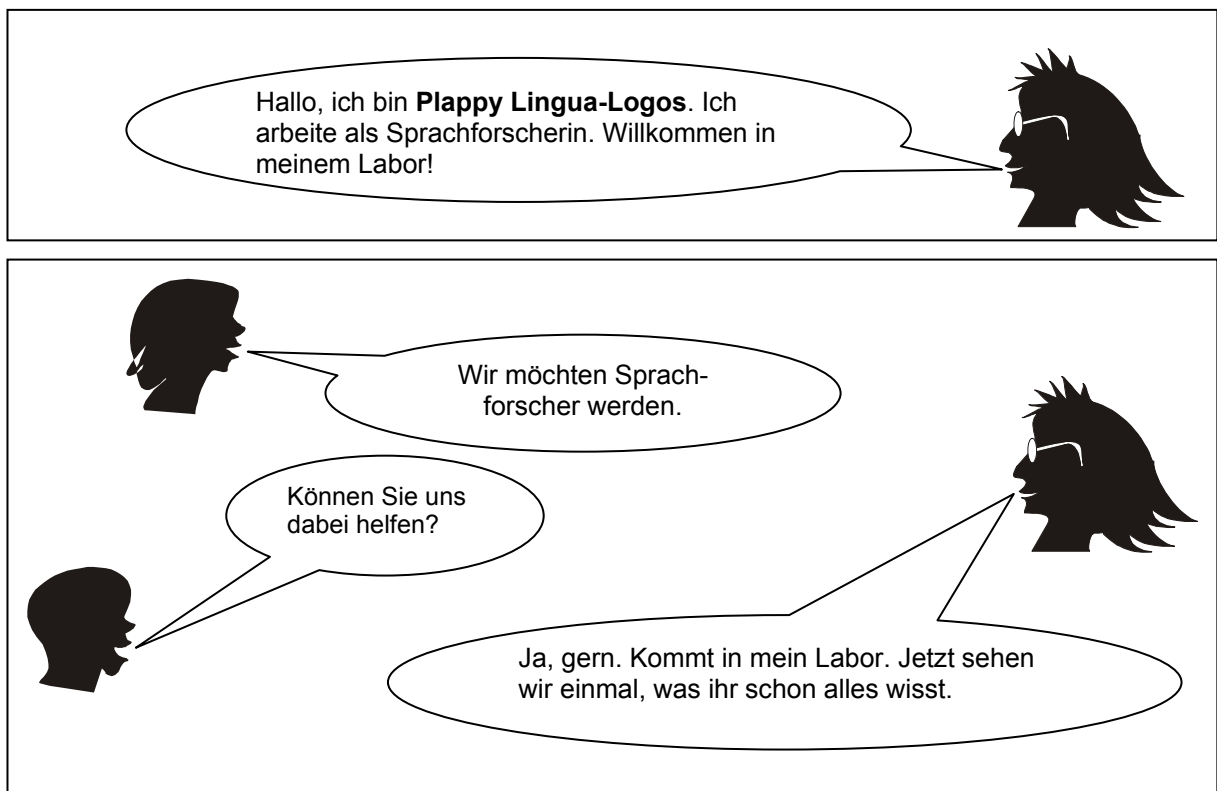 Hallo, ich bin Plappy Lingua-Logos. Ich
arbeite als Sprachforscherin. Willkommen in
meinem Labor!
Wir möchten Sprach-
forscher werden.
Können Sie uns
dabei helfen?
Ja, gern. Kommt in mein Labor. Jetzt sehen
wir einmal, was ihr schon alles wisst.